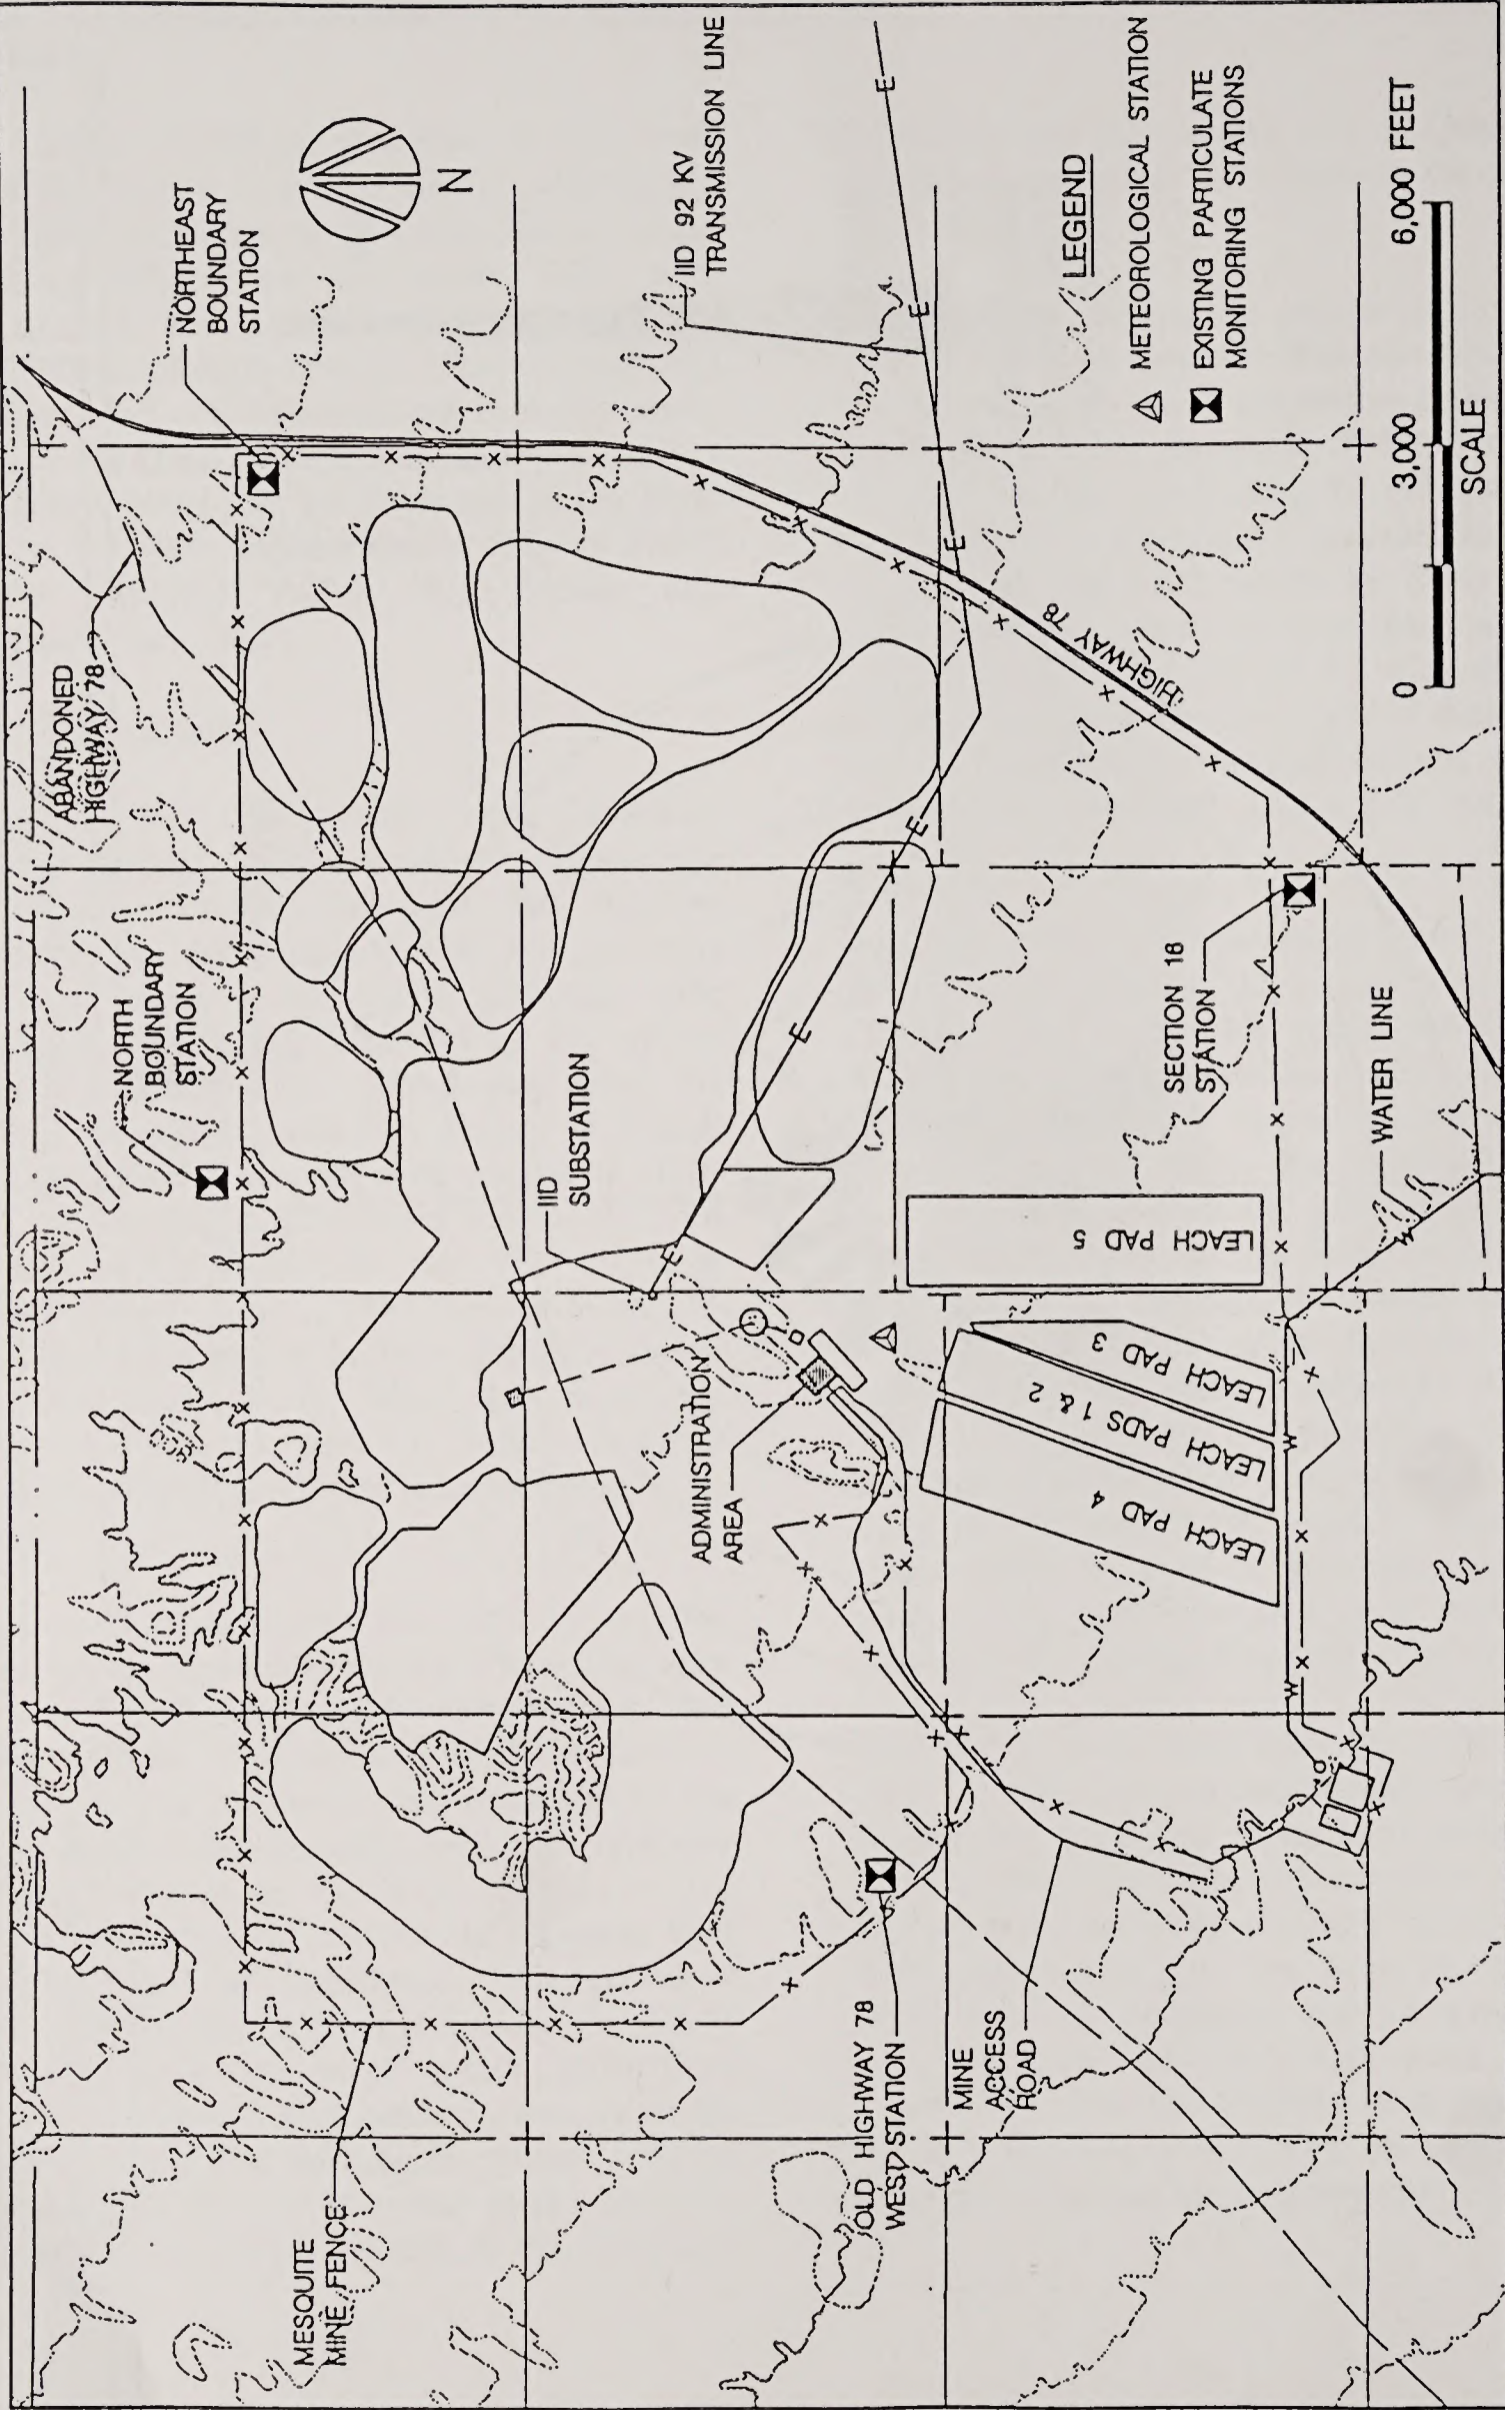 ABANDONED
HIGHWAY 78
NORTHEAST
BOUNDARY
STATION
N
NORTH
BOUNDARY
STATION
IID 92 KV
TRANSMISSION LINE
IID
SUBSTATION
ADMINISTRATION
AREA
MESQUITE
MINE FENCE
OLD HIGHWAY 78
WEST STATION
MINE
ACCESS
ROAD
LEACH PAD 4
LEACH PADS 1 & 2
LEACH PAD 3
LEACH PAD 5
SECTION 18
STATION
WATER LINE
HIGHWAY 78
LEGEND
METEOROLOGICAL STATION
EXISTING PARTICULATE
MONITORING STATIONS
0 3,000 6,000 FEET
SCALE
E
E
E
E
E
E
W
W
W